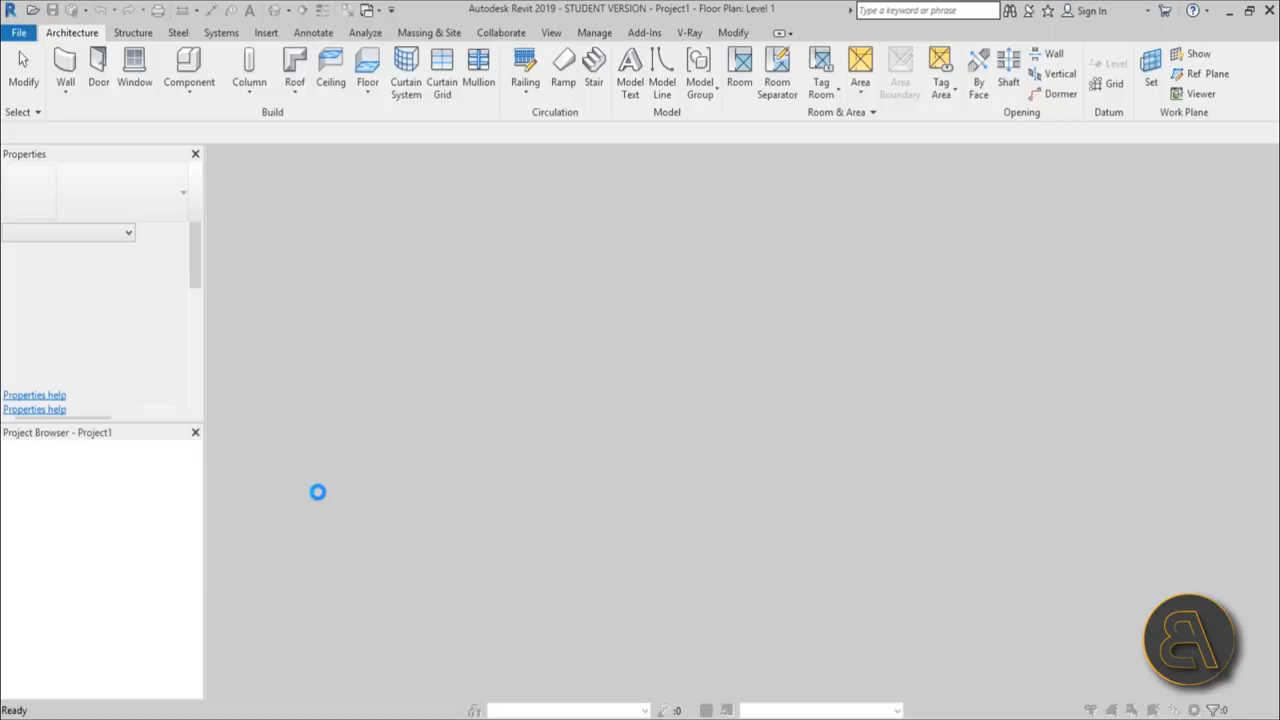 Autodesk Revit 2019 - STUDENT VERSION - Project1 - Floor Plan: Level 1
Type a keyword or phrase
Sign In
File Architecture Structure Steel Systems Insert Annotate Analyze Massing & Site Collaborate View Manage Add-Ins V-Ray Modify
Modify
Wall
Door
Window
Component
Column
Roof
Ceiling
Floor
Curtain
System
Curtain
Grid
Mullion
Railing
Ramp
Stair
Model
Text
Model
Line
Model
Group
Room
Room
Separator
Tag
Room
Area
Area
Boundary
Tag
Area
By
Face
Shaft
Wall
Vertical
Dormer
Level
Grid
Set
Show
Ref Plane
Viewer
Select
Build
Circulation
Model
Room & Area
Opening
Datum
Work Plane
Properties
Properties help
Properties help
Project Browser - Project1
Ready
:0
:0